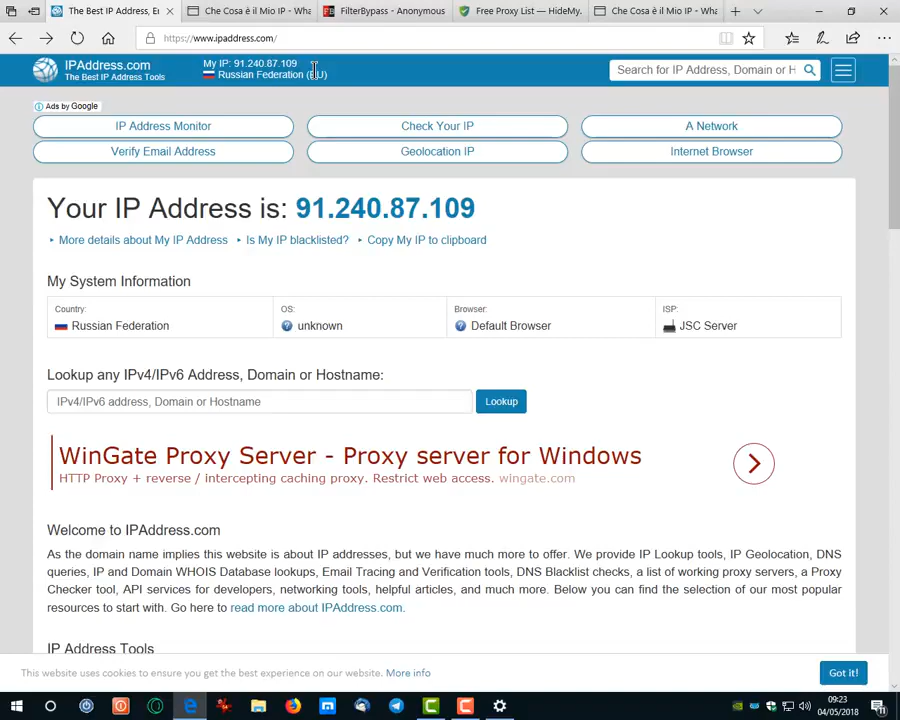 The Best IP Address, Er
Che Cosa è il Mio IP - Wha
FilterBypass - Anonymous
Free Proxy List — HideMy.
Che Cosa è il Mio IP - Wha
https://www.ipaddress.com/
IPAddress.com
The Best IP Address Tools
My IP: 91.240.87.109
Russian Federation
Search for IP Address, Domain or H
Ads by Google
IP Address Monitor
Check Your IP
A Network
Verify Email Address
Geolocation IP
Internet Browser
Your IP Address is: 91.240.87.109
More details about My IP Address
Is My IP blacklisted?
Copy My IP to clipboard
My System Information
Country:
Russian Federation
OS:
unknown
Browser:
Default Browser
ISP:
JSC Server
Lookup any IPv4/IPv6 Address, Domain or Hostname:
IPv4/IPv6 address, Domain or Hostname
Lookup
WinGate Proxy Server - Proxy server for Windows
HTTP Proxy + reverse / intercepting caching proxy. Restrict web access. wingate.com
Welcome to IPAddress.com
As the domain name implies this website is about IP addresses, but we have much more to offer. We provide IP Lookup tools, IP Geolocation, DNS
queries, IP and Domain WHOIS Database lookups, Email Tracing and Verification tools, DNS Blacklist checks, a list of working proxy servers, a Proxy
Checker tool, API services for developers, networking tools, helpful articles, and much more. Below you can find the selection of our most popular
resources to start with. Go here to read more about IPAddress.com.
IP Address Tools
This website uses cookies to ensure you get the best experience on our website. More info
Got it!
09:23
04/05/2018